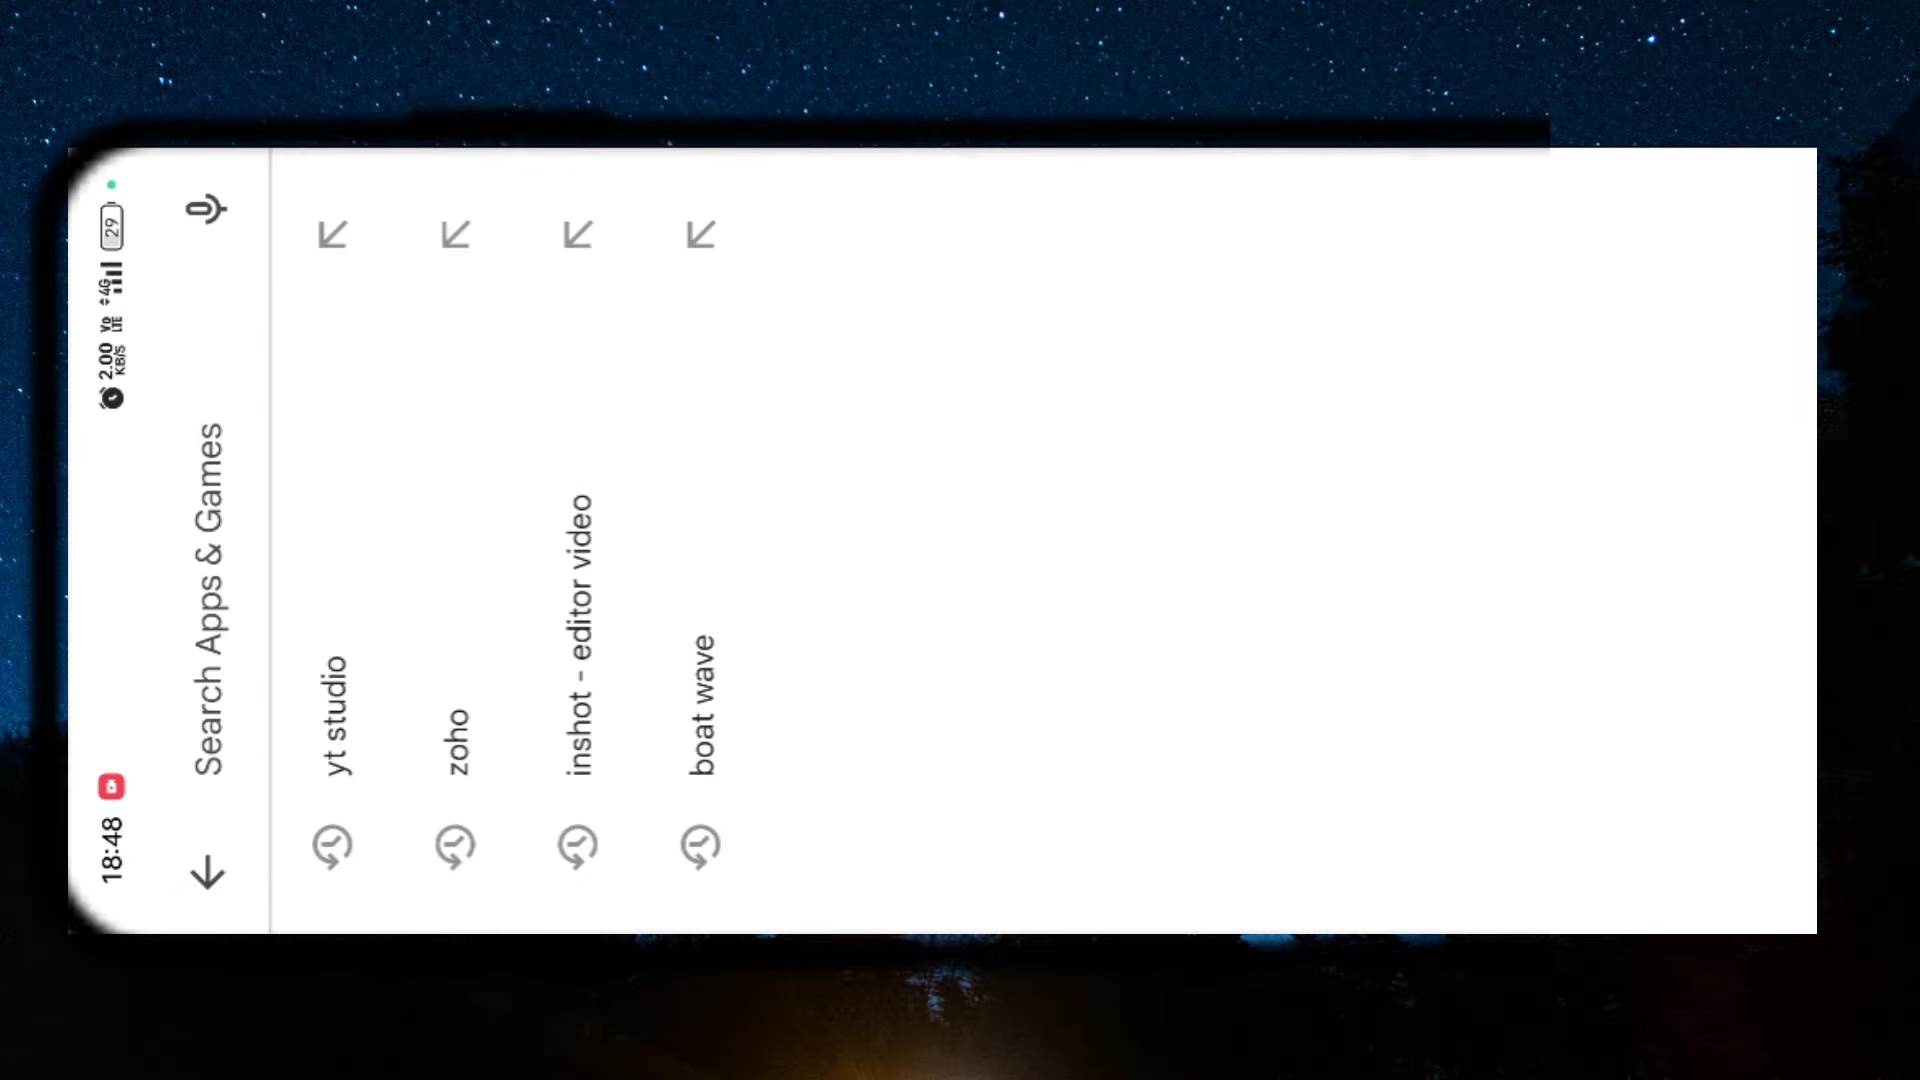 18:48 2.00 KB/S Vo LTE 4G 29
Search Apps & Games
yt studio
zoho
inshot - editor video
boat wave